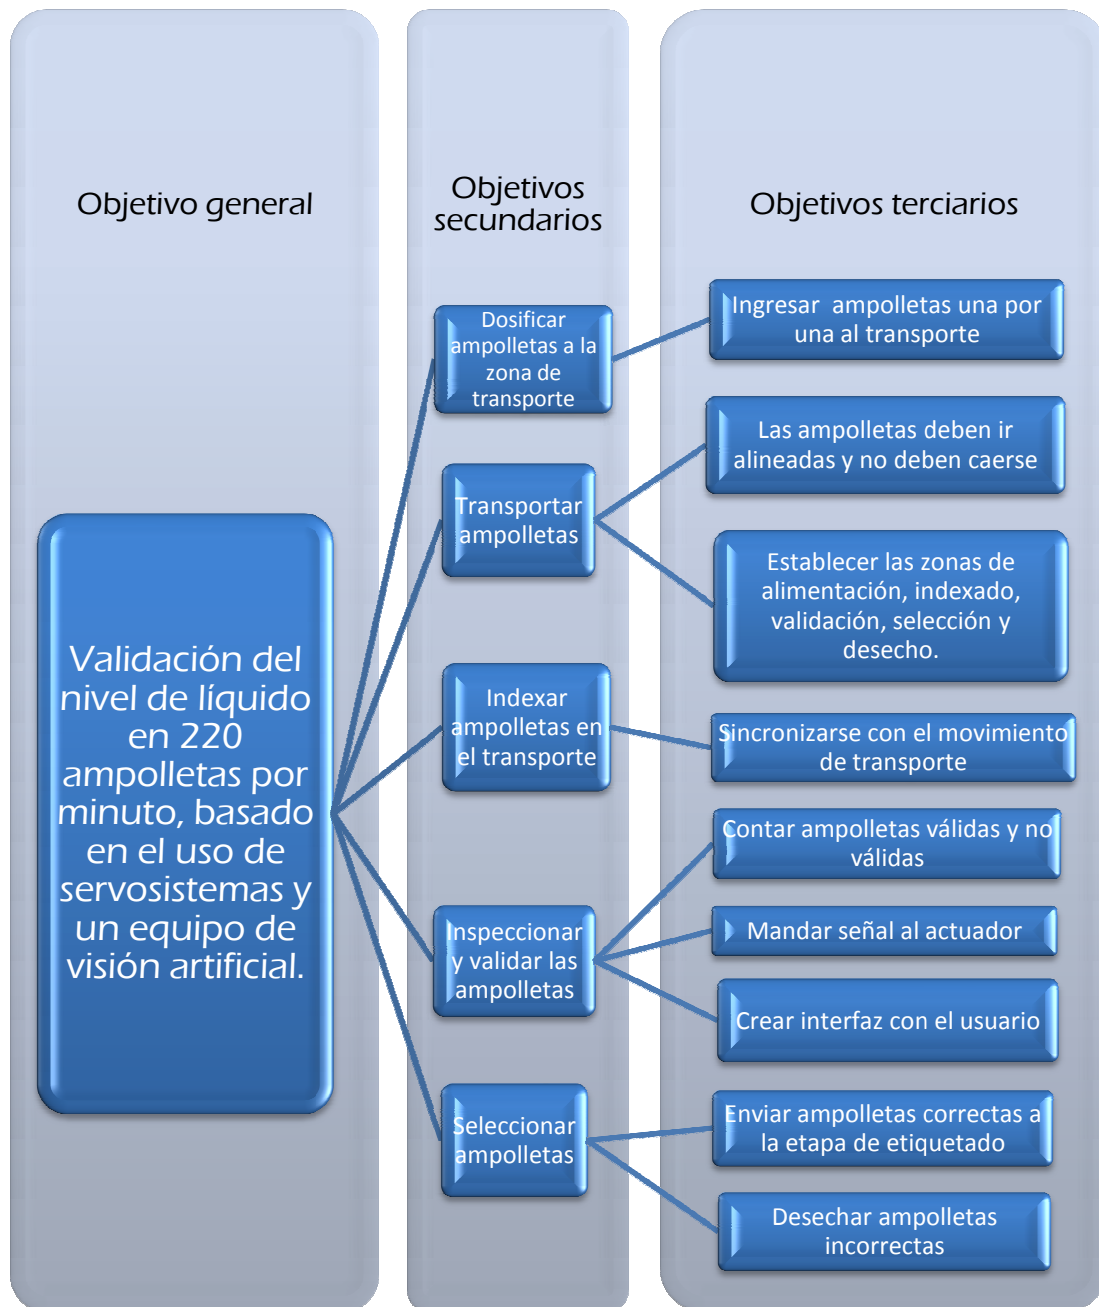 Objetivo general
Validación del
nivel de líquido
en 220
ampolletas por
minuto, basado
en el uso de
servosistemas y
un equipo de
visión artificial.
Objetivos
secundarios
Dosificar
ampolletas a la
zona de
transporte
Transportar
ampolletas
Indexar
ampolletas en
el transporte
Inspeccionar
y validar las
ampolletas
Seleccionar
ampolletas
Objetivos terciarios
Ingresar ampolletas una por
una al transporte
Las ampolletas deben ir
alineadas y no deben caerse
Establecer las zonas de
alimentación, indexado,
validación, selección y
desecho.
Sincronizarse con el movimiento
de transporte
Contar ampolletas válidas y no
válidas
Mandar señal al actuador
Crear interfaz con el usuario
Enviar ampolletas correctas a
la etapa de etiquetado
Desechar ampolletas
incorrectas